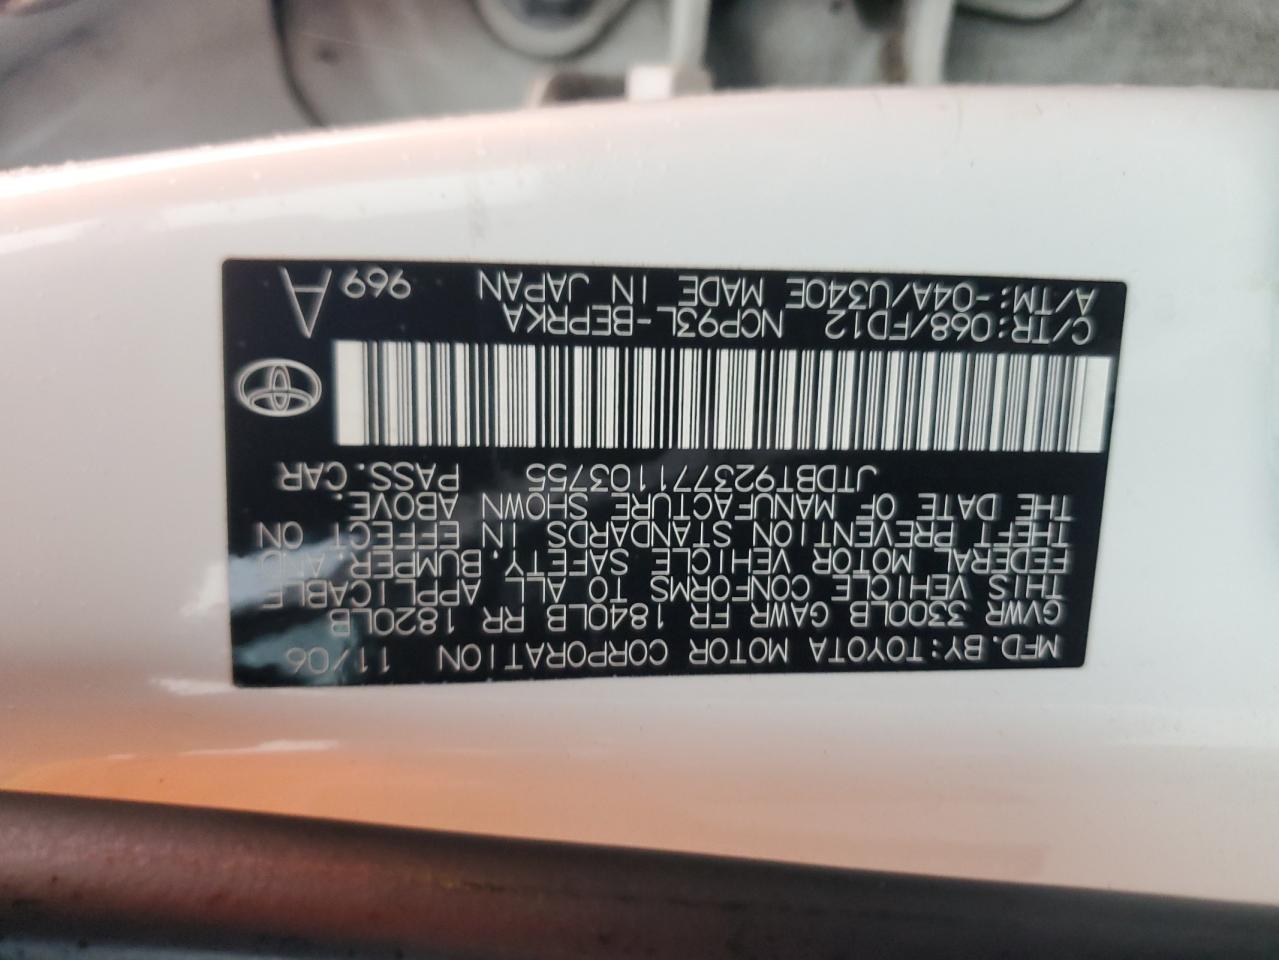 MFD. BY: TOYOTA MOTOR CORPORATION 11/06
GVWR 3300LB GAWR FR 1840LB RR 1820LB
THIS VEHICLE CONFORMS TO ALL APPLICABLE
FEDERAL MOTOR VEHICLE SAFETY, BUMPER, AND
THEFT PREVENTION STANDARDS IN EFFECT ON
THE DATE OF MANUFACTURE SHOWN ABOVE.
JTDBT923771103755 PASS. CAR
C/TR: 068/FD12 NCP93L-BEPRKA
A/TM: -04A/U340E MADE IN JAPAN
969 A